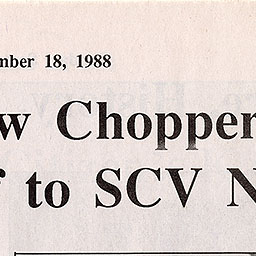 mber 18, 1988
w Chopper
f to SCV N